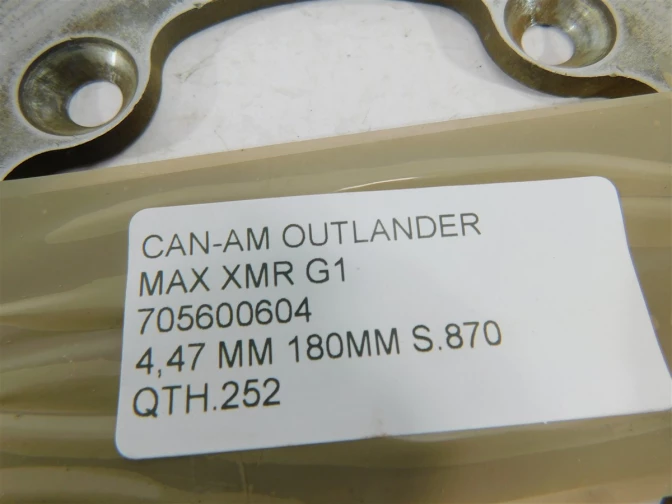 CAN-AM OUTLANDER
MAX XMR G1
705600604
4,47 MM 180MM S.870
QTH.252